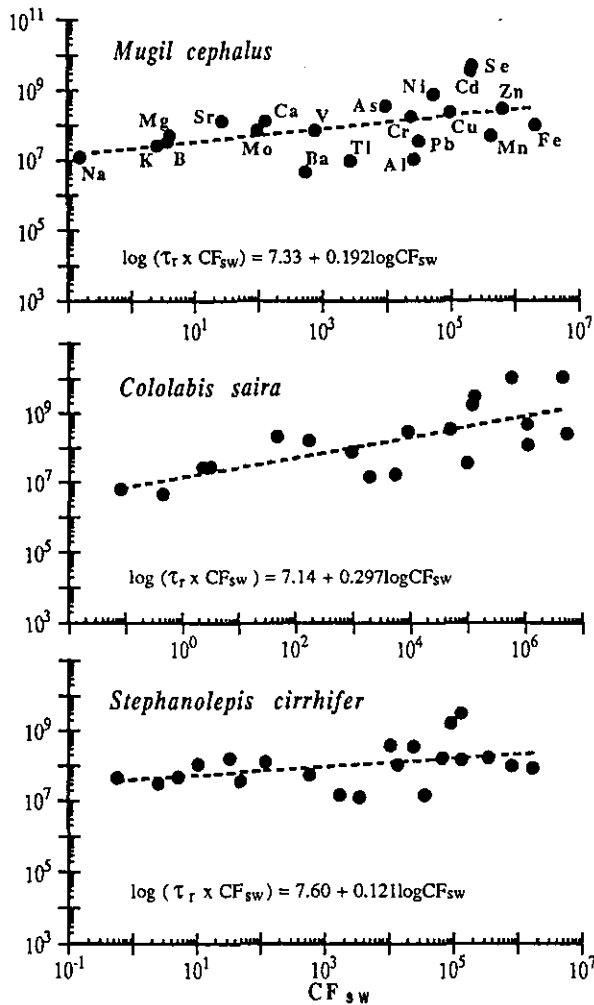 10¹¹
Mugil cephalus
Se
Ni Cd
10⁹
Zn
As
Sr Ca V
Mg
Cr Cu
Mo Pb Mn Fe
10⁷
K B
Na Ba Tl Al
10⁵
log (τr x CFsw) = 7.33 + 0.192logCFsw
10³
10¹ 10³ 10⁵ 10⁷
Cololabis saira
10⁹
10⁷
10⁵
log (τr x CFsw) = 7.14 + 0.297logCFsw
10³
10⁰ 10² 10⁴ 10⁶
Stephanolepis cirrhifer
10⁹
10⁷
10⁵
log (τr x CFsw) = 7.60 + 0.121logCFsw
10³
10⁻¹ 10¹ 10³ 10⁵ 10⁷
CFsw